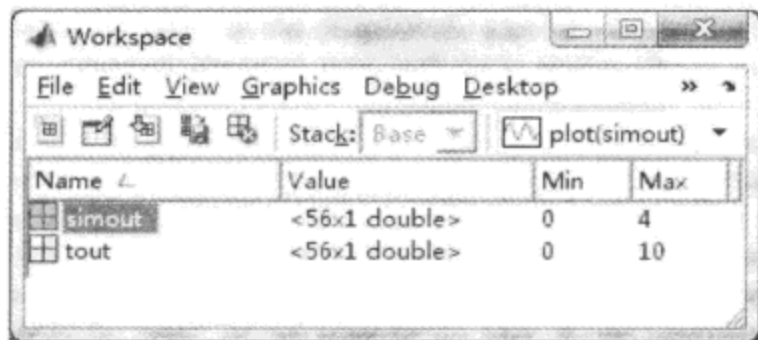 Workspace
File Edit View Graphics Debug Desktop »
Stack: Base plot(simout)
Name Value Min Max
simout <56x1 double> 0 4
tout <56x1 double> 0 10